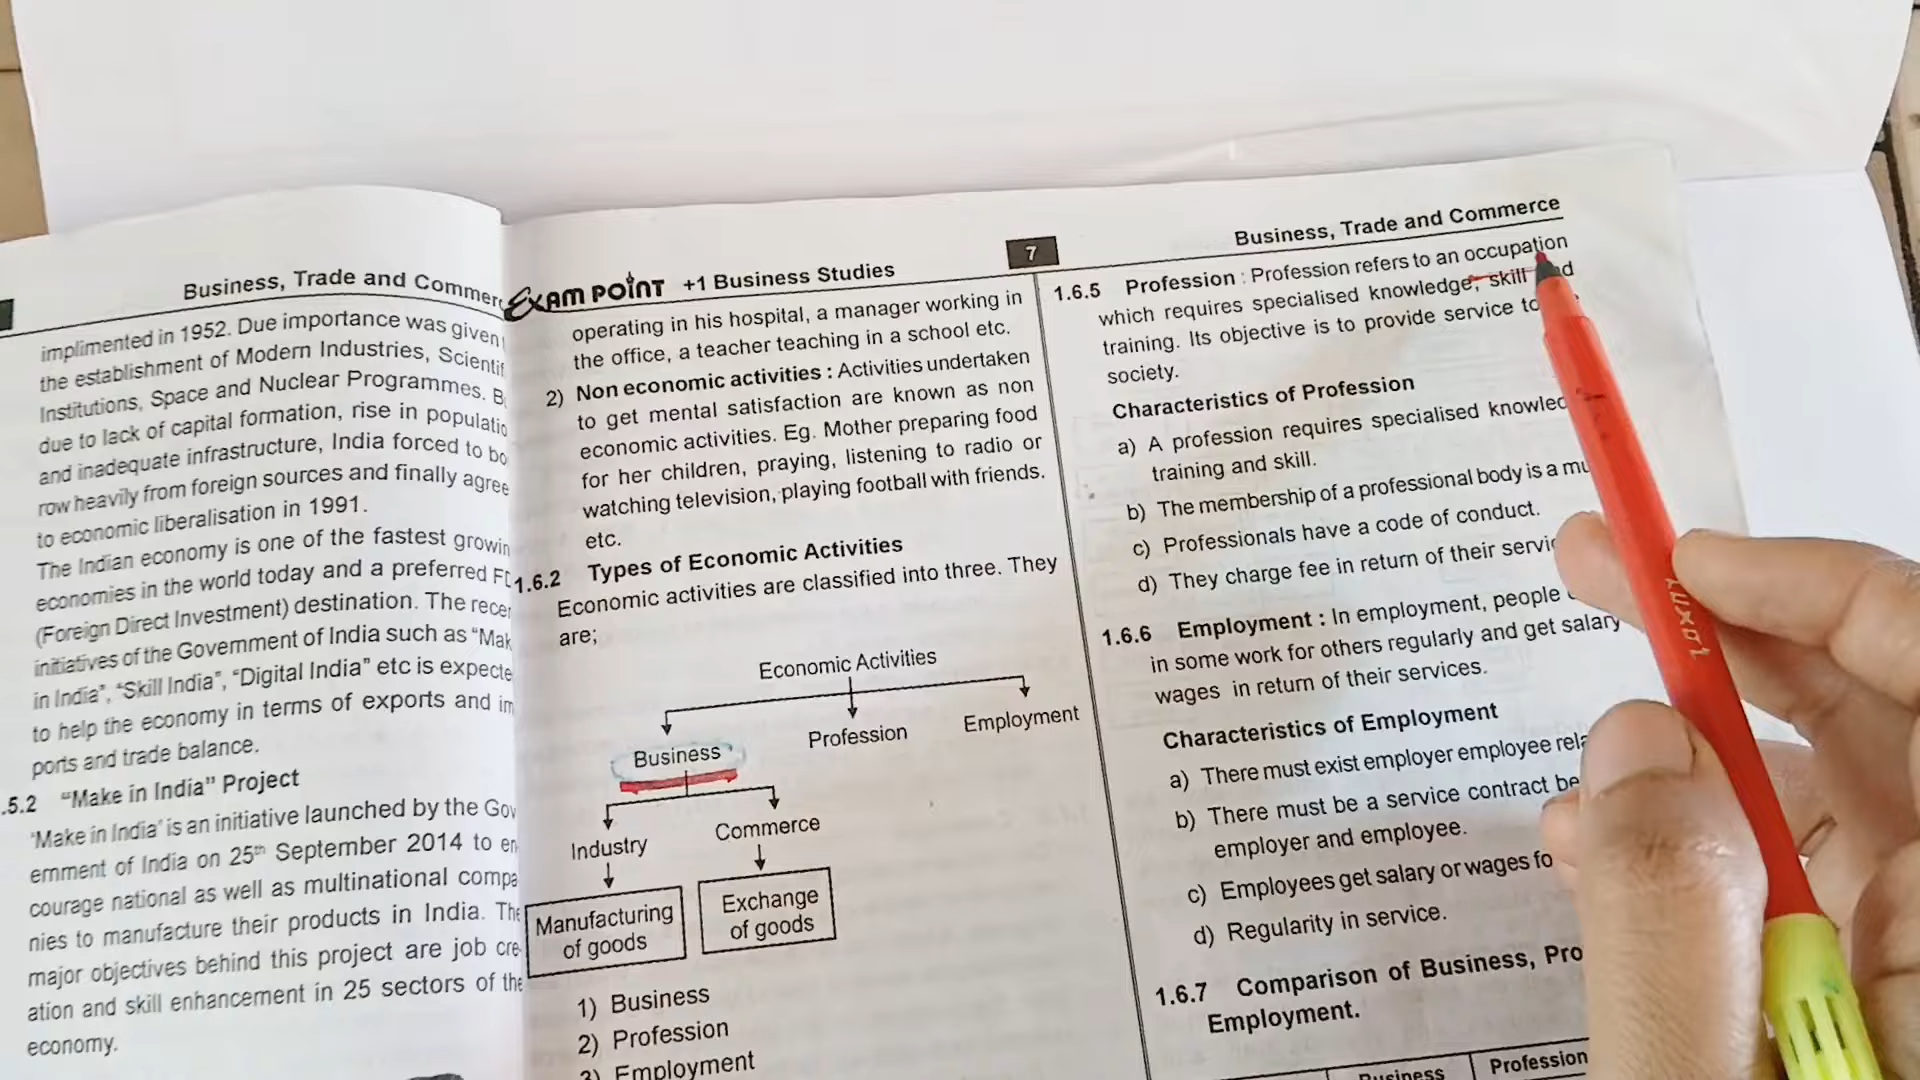 Business, Trade and Commerc
implimented in 1952. Due importance was given
the establishment of Modern Industries, Scientif
Institutions, Space and Nuclear Programmes. B
due to lack of capital formation, rise in populatio
and inadequate infrastructure, India forced to bo
row heavily from foreign sources and finally agree
to economic liberalisation in 1991.
The Indian economy is one of the fastest growin
economies in the world today and a preferred FD
(Foreign Direct Investment) destination. The recen
initiatives of the Government of India such as “Mak
in India”, “Skill India”, “Digital India” etc is expecte
to help the economy in terms of exports and im
ports and trade balance.
.5.2 “Make in India” Project
‘Make in India’ is an initiative launched by the Gov
ernment of India on 25th September 2014 to en
courage national as well as multinational compa
nies to manufacture their products in India. The
major objectives behind this project are job cre
ation and skill enhancement in 25 sectors of the
economy.
EXAM POINT +1 Business Studies
7
Business, Trade and Commerce
operating in his hospital, a manager working in
the office, a teacher teaching in a school etc.
2) Non economic activities : Activities undertaken
to get mental satisfaction are known as non
economic activities. Eg. Mother preparing food
for her children, praying, listening to radio or
watching television, playing football with friends.
etc.
1.6.2 Types of Economic Activities
Economic activities are classified into three. They
are;
Economic Activities
Business Profession Employment
Industry Commerce
Manufacturing
of goods
Exchange
of goods
1) Business
2) Profession
3) Employment
1.6.5 Profession : Profession refers to an occupation
which requires specialised knowledge, skill
training. Its objective is to provide service to
society.
Characteristics of Profession
a) A profession requires specialised knowled
training and skill.
b) The membership of a professional body is a mu
c) Professionals have a code of conduct.
d) They charge fee in return of their servic
1.6.6 Employment : In employment, people
in some work for others regularly and get salary
wages in return of their services.
Characteristics of Employment
a) There must exist employer employee rela
b) There must be a service contract be
employer and employee.
c) Employees get salary or wages fo
d) Regularity in service.
1.6.7 Comparison of Business, Pro
Employment.
Business Profession
Luxor